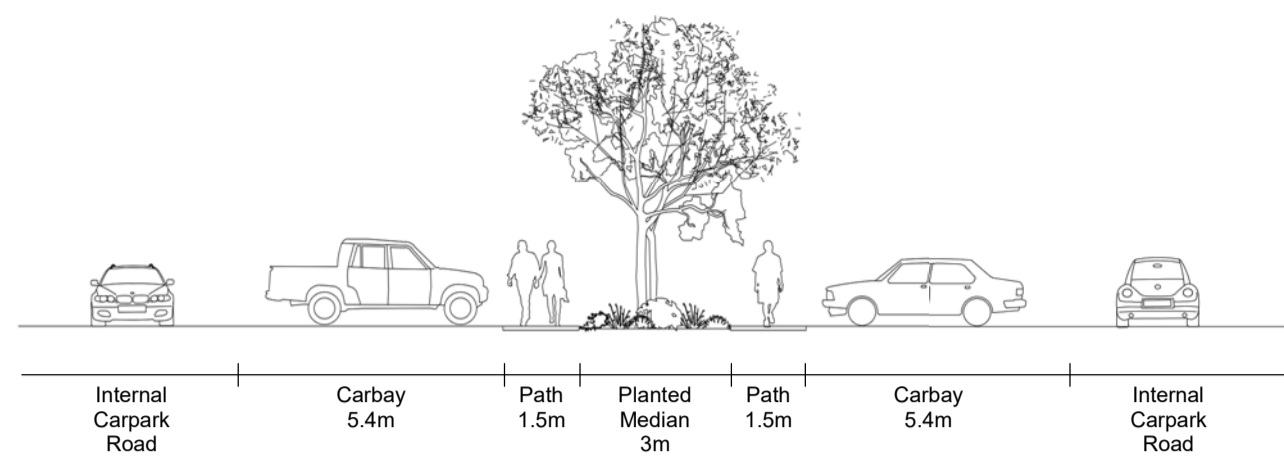 Internal
Carpark
Road
Carbay
5.4m
Path
1.5m
Planted
Median
3m
Path
1.5m
Carbay
5.4m
Internal
Carpark
Road